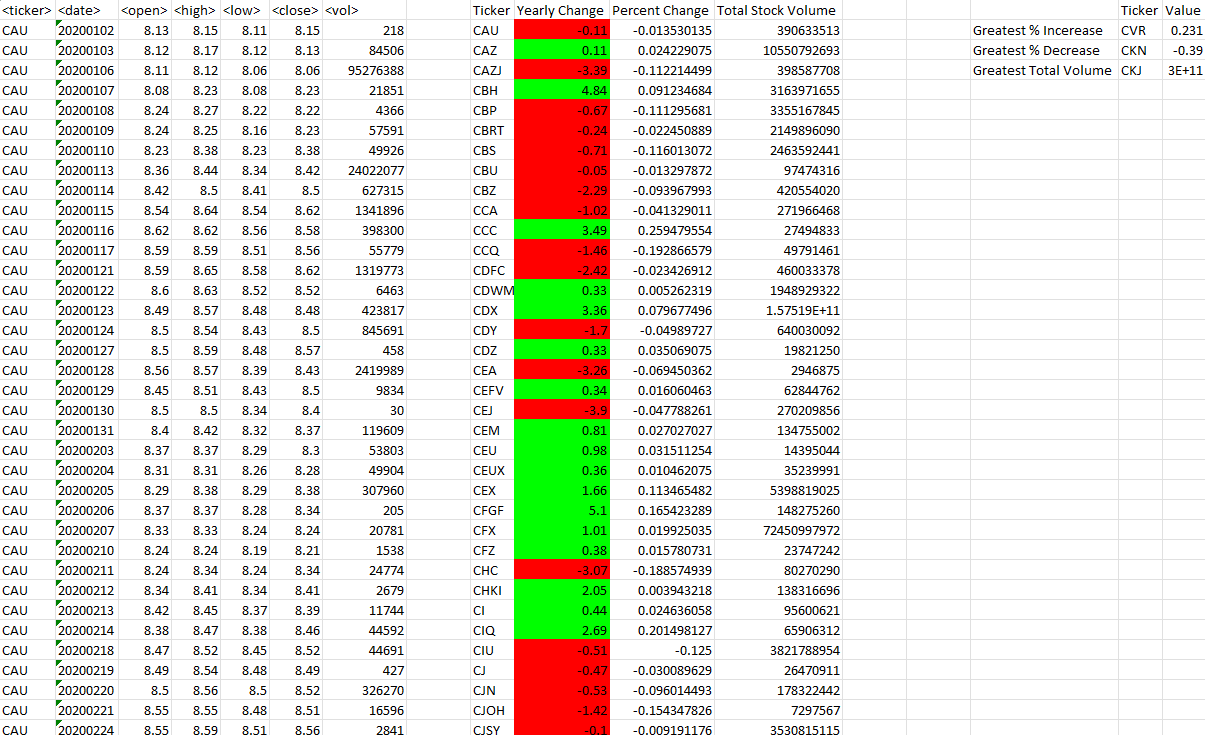 <ticker> <date> <open> <high> <low> <close> <vol> Ticker Yearly Change Percent Change Total Stock Volume Ticker Value
CAU 20200102 8.13 8.15 8.11 8.15 218 CAU -0.11 -0.013530135 390633513 Greatest % Incerease CVR 0.231
CAU 20200103 8.12 8.17 8.12 8.13 84506 CAZ 0.11 0.024229075 10550792693 Greatest % Decrease CKN -0.39
CAU 20200106 8.11 8.12 8.06 8.06 95276388 CAZJ -3.39 -0.112214499 398587708 Greatest Total Volume CKJ 3E+11
CAU 20200107 8.08 8.23 8.08 8.23 21851 CBH 4.84 0.091234684 3163971655
CAU 20200108 8.24 8.27 8.22 8.22 4366 CBP -0.67 -0.111295681 3355167845
CAU 20200109 8.24 8.25 8.16 8.23 57591 CBRT -0.24 -0.022450889 2149896090
CAU 20200110 8.23 8.38 8.23 8.38 49926 CBS -0.71 -0.116013072 2463592441
CAU 20200113 8.36 8.44 8.34 8.42 24022077 CBU -0.05 -0.013297872 97474316
CAU 20200114 8.42 8.5 8.41 8.5 627315 CBZ -2.29 -0.093967993 420554020
CAU 20200115 8.54 8.64 8.54 8.62 1341896 CCA -1.02 -0.041329011 271966468
CAU 20200116 8.62 8.62 8.56 8.58 398300 CCC 3.49 0.259479554 27494833
CAU 20200117 8.59 8.59 8.51 8.56 55779 CCQ -1.46 -0.192866579 49791461
CAU 20200121 8.59 8.65 8.58 8.62 1319773 CDFC -2.42 -0.023426912 460033378
CAU 20200122 8.6 8.63 8.52 8.52 6463 CDWM 0.33 0.005262319 1948929322
CAU 20200123 8.49 8.57 8.48 8.48 423817 CDX 3.36 0.079677496 1.57519E+11
CAU 20200124 8.5 8.54 8.43 8.5 845691 CDY -1.7 -0.04989727 640030092
CAU 20200127 8.5 8.59 8.48 8.57 458 CDZ 0.33 0.035069075 19821250
CAU 20200128 8.56 8.57 8.39 8.43 2419989 CEA -3.26 -0.069450362 2946875
CAU 20200129 8.45 8.51 8.43 8.5 9834 CEFV 0.34 0.016060463 62844762
CAU 20200130 8.5 8.5 8.34 8.4 30 CEJ -3.9 -0.047788261 270209856
CAU 20200131 8.4 8.42 8.32 8.37 119609 CEM 0.81 0.027027027 134755002
CAU 20200203 8.37 8.37 8.29 8.3 53803 CEU 0.98 0.031511254 14395044
CAU 20200204 8.31 8.31 8.26 8.28 49904 CEUX 0.36 0.010462075 35239991
CAU 20200205 8.29 8.38 8.29 8.38 307960 CEX 1.66 0.113465482 5398819025
CAU 20200206 8.37 8.37 8.28 8.34 205 CFGF 5.1 0.165423289 148275260
CAU 20200207 8.33 8.33 8.24 8.24 20781 CFX 1.01 0.019925035 72450997972
CAU 20200210 8.24 8.24 8.19 8.21 1538 CFZ 0.38 0.015780731 23747242
CAU 20200211 8.24 8.34 8.24 8.34 24774 CHC -3.07 -0.188574939 80270290
CAU 20200212 8.34 8.41 8.34 8.41 2679 CHKI 2.05 0.003943218 138316696
CAU 20200213 8.42 8.45 8.37 8.39 11744 CI 0.44 0.024636058 95600621
CAU 20200214 8.38 8.47 8.38 8.46 44592 CIQ 2.69 0.201498127 65906312
CAU 20200218 8.47 8.52 8.45 8.52 44691 CIU -0.51 -0.125 3821788954
CAU 20200219 8.49 8.54 8.48 8.49 427 CJ -0.47 -0.030089629 26470911
CAU 20200220 8.5 8.56 8.5 8.52 326270 CJN -0.53 -0.096014493 178322442
CAU 20200221 8.55 8.55 8.48 8.51 16596 CJOH -1.42 -0.154347826 7297567
CAU 20200224 8.55 8.59 8.51 8.56 2841 CJSY -0.1 -0.009191176 3530815115